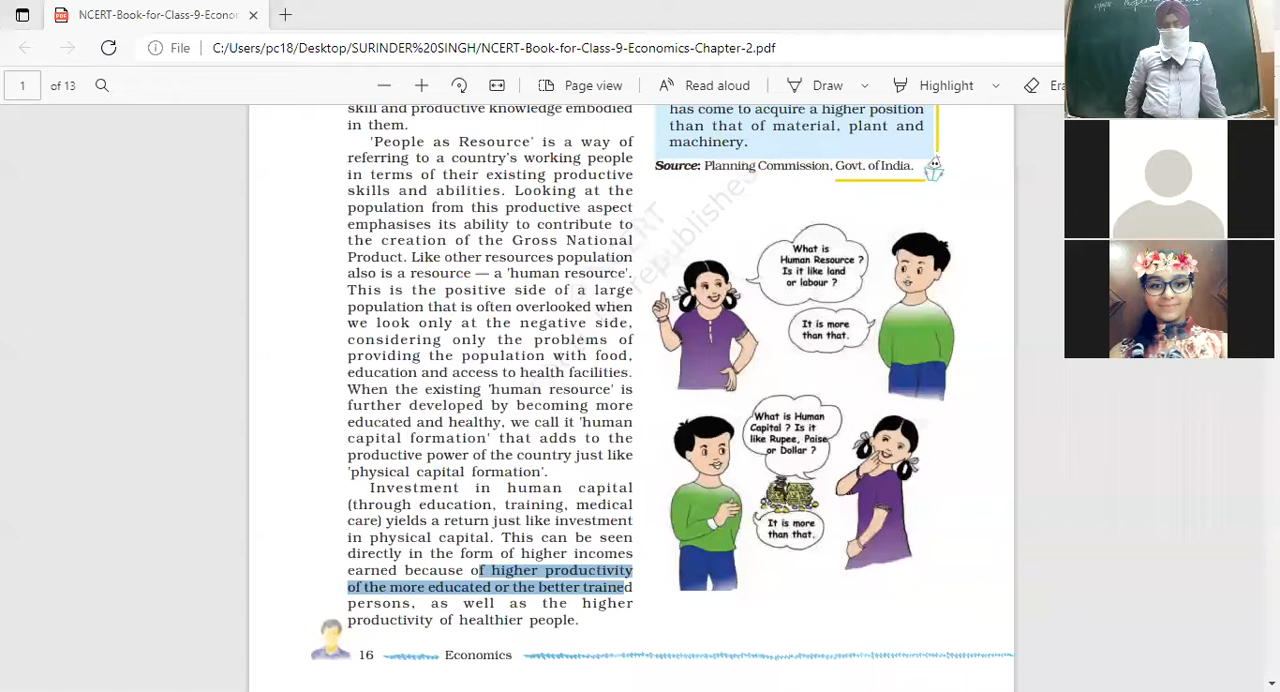 NCERT-Book-for-Class-9-Econor
File
C:/Users/pc18/Desktop/SURINDER%20SINGH/NCERT-Book-for-Class-9-Economics-Chapter-2.pdf
1 of 13
Page view
Read aloud
Draw
Highlight
Era
skill and productive knowledge embodied
in them.
'People as Resource' is a way of
referring to a country's working people
in terms of their existing productive
skills and abilities. Looking at the
population from this productive aspect
emphasises its ability to contribute to
the creation of the Gross National
Product. Like other resources population
also is a resource — a 'human resource'.
This is the positive side of a large
population that is often overlooked when
we look only at the negative side,
considering only the problems of
providing the population with food,
education and access to health facilities.
When the existing 'human resource' is
further developed by becoming more
educated and healthy, we call it 'human
capital formation' that adds to the
productive power of the country just like
'physical capital formation'.
Investment in human capital
(through education, training, medical
care) yields a return just like investment
in physical capital. This can be seen
directly in the form of higher incomes
earned because of higher productivity
of the more educated or the better trained
persons, as well as the higher
productivity of healthier people.
has come to acquire a higher position
than that of material, plant and
machinery.
Source: Planning Commission, Govt. of India.
republished
What is
Human Resource ?
Is it like land
or labour ?
It is more
than that.
What is Human
Capital ? Is it
like Rupee, Paise
or Dollar ?
It is more
than that.
16 Economics